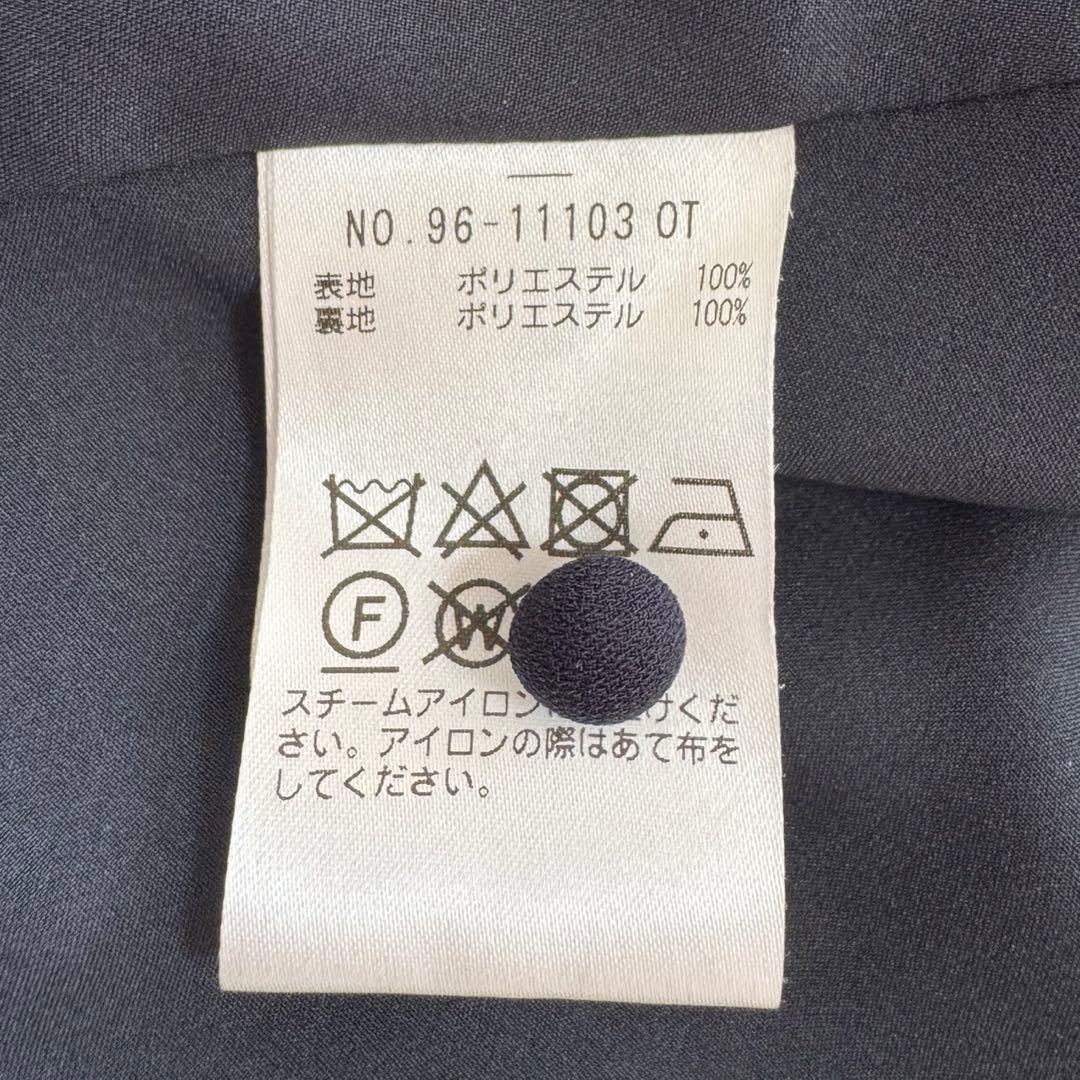 NO.96-11103 OT
表地 ポリエステル 100%
裏地 ポリエステル 100%
F W
スチームアイロン けくだ
さい。アイロンの際はあて布を
してください。